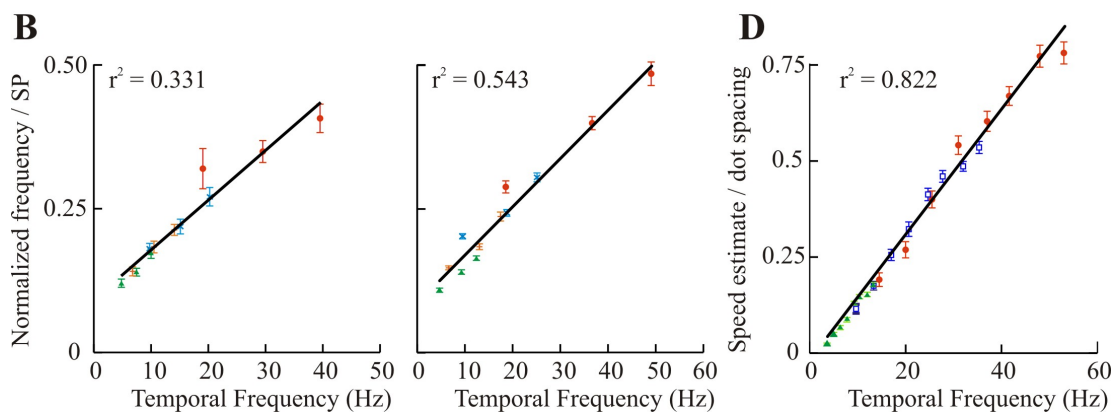 B
D
Normalized frequency / SP
0.50
0.25
0
r² = 0.331
0 10 20 30 40 50
Temporal Frequency (Hz)
r² = 0.543
0 10 20 30 40 50 60
Temporal Frequency (Hz)
Speed estimate / dot spacing
0.75
0.5
0.25
0
r² = 0.822
0 20 40 60
Temporal Frequency (Hz)